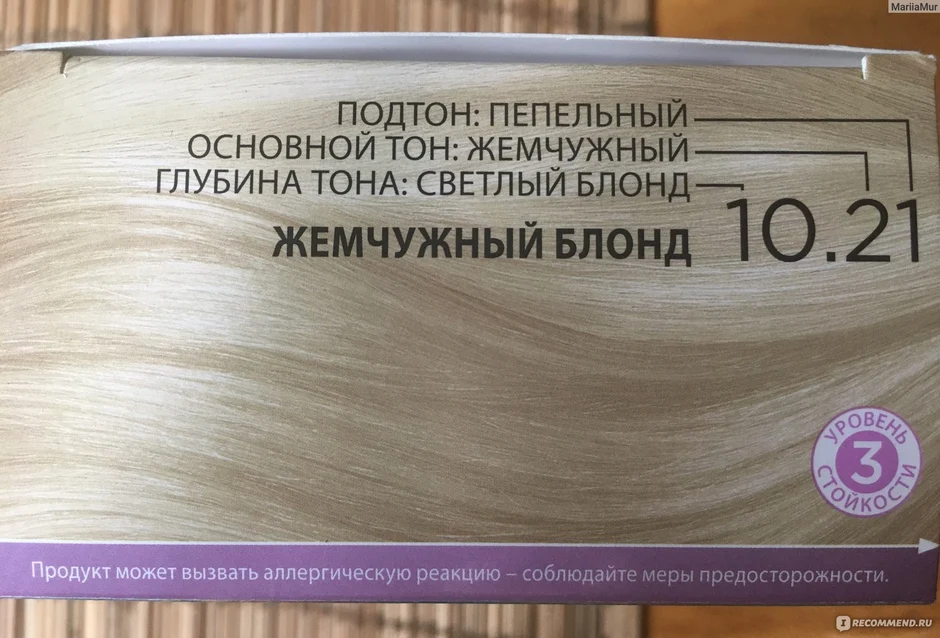 MariiaMur
ПОДТОН: ПЕПЕЛЬНЫЙ
ОСНОВНОЙ ТОН: ЖЕМЧУЖНЫЙ
ГЛУБИНА ТОНА: СВЕТЛЫЙ БЛОНД
ЖЕМЧУЖНЫЙ БЛОНД 10.21
УРОВЕНЬ
3
СТОЙКОСТИ
Продукт может вызвать аллергическую реакцию – соблюдайте меры предосторожности.
I RECOMMEND.RU